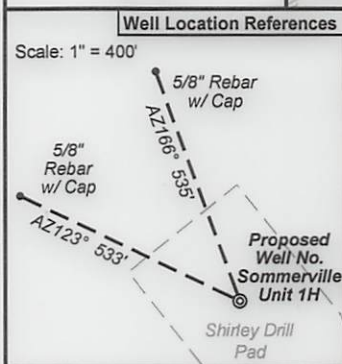 Well Location References
Scale: 1" = 400'
5/8" Rebar
w/ Cap
AZ166° 535'
5/8"
Rebar
w/ Cap
AZ123° 533'
Proposed
Well No.
Sommerville
Unit 1H
Shirley Drill
Pad